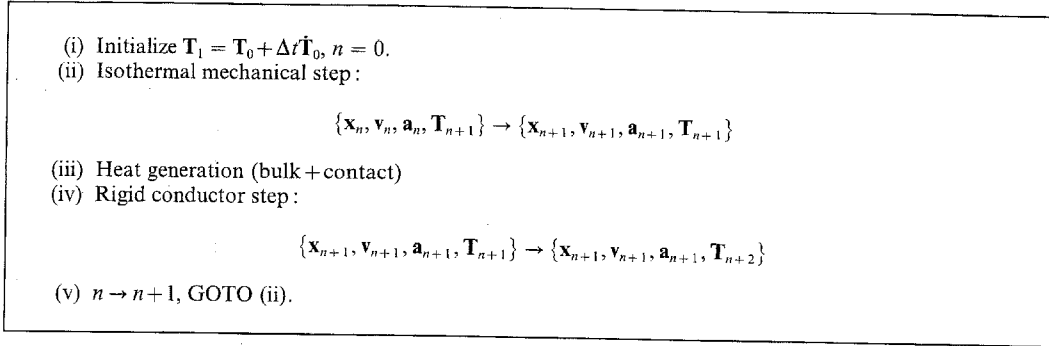 (i) Initialize T₁ = T₀ + ΔtṪ₀, n = 0.
(ii) Isothermal mechanical step:
{xₙ, vₙ, aₙ, Tₙ₊₁} → {xₙ₊₁, vₙ₊₁, aₙ₊₁, Tₙ₊₁}
(iii) Heat generation (bulk + contact)
(iv) Rigid conductor step:
{xₙ₊₁, vₙ₊₁, aₙ₊₁, Tₙ₊₁} → {xₙ₊₁, vₙ₊₁, aₙ₊₁, Tₙ₊₂}
(v) n → n+1, GOTO (ii).